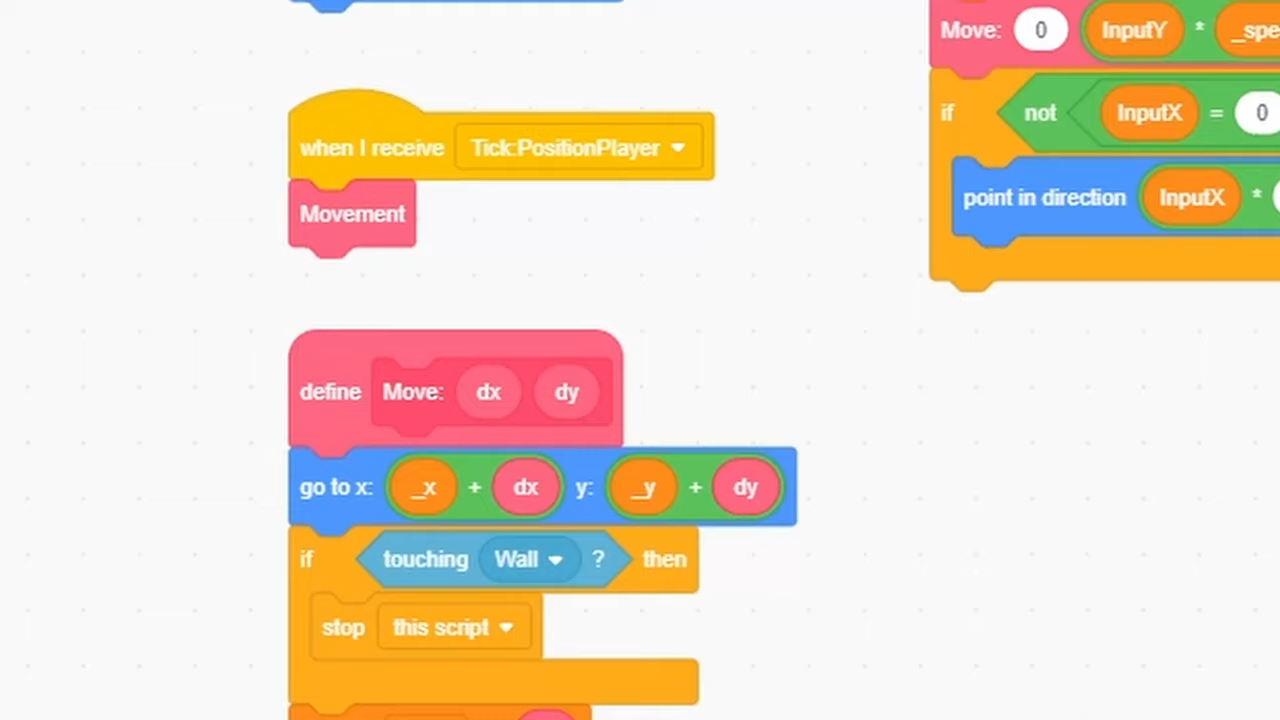 Move: 0 InputY * _spe
if not InputX = 0
when I receive Tick:PositionPlayer
point in direction InputX *
Movement
define Move: dx dy
go to x: _x + dx y: _y + dy
if touching Wall ? then
stop this script